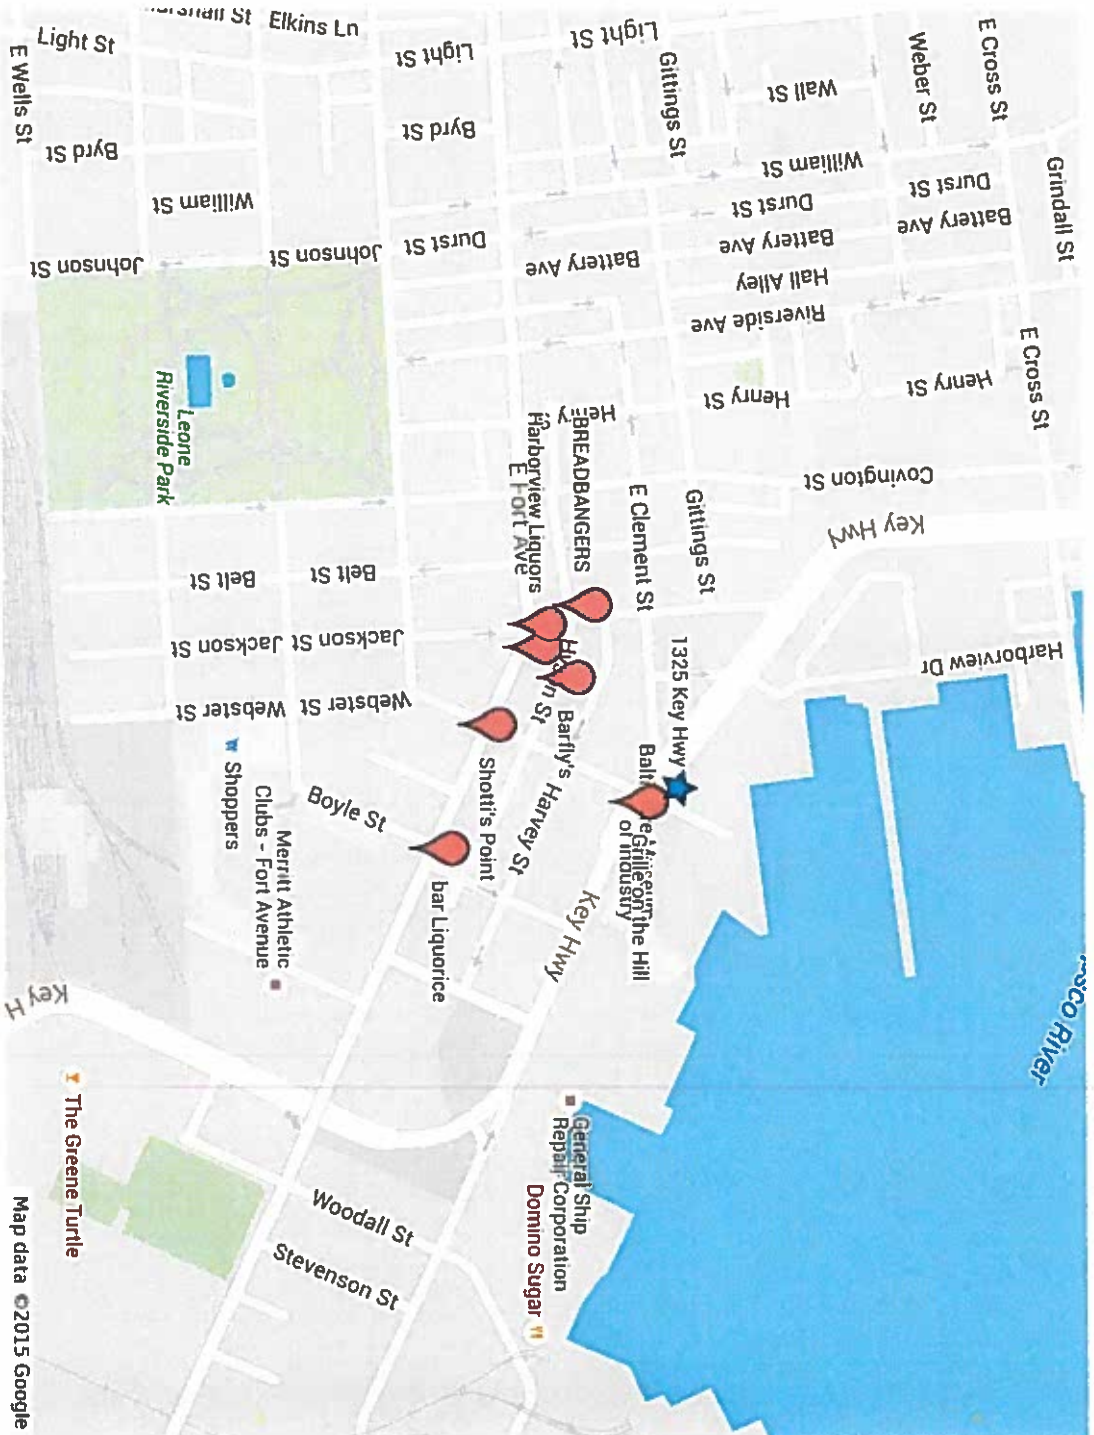 Elkins Ln
Light St
Light St
Light St
E Wells St
Byrd St
Byrd St
Gittings St
Wall St
Weber St
E Cross St
William St
William St
Durst St
Durst St
Durst St
Grindall St
Battery Ave
Battery Ave
Battery Ave
Johnson St
Johnson St
Hall Alley
Riverside Ave
E Cross St
Henry St
Henry St
Leone
Riverside Park
Harborview Liquors
BREADBANGERS
E Fort Ave
E Clement St
Gittings St
Covington St
Key Hwy
Belt St
Belt St
Jackson St
Jackson St
Webster St
Webster St
1325 Key Hwy
Harborview Dr
Barfly's
Harvey St
Shotti's Point
Shoppers
Boyle St
Merritt Athletic
Clubs - Fort Avenue
bar Liquorice
Grille on the Hill
of Industry
Key Hwy
River
Key H
The Greene Turtle
General Ship
Repair Corporation
Domino Sugar
Woodall St
Stevenson St
Map data ©2015 Google